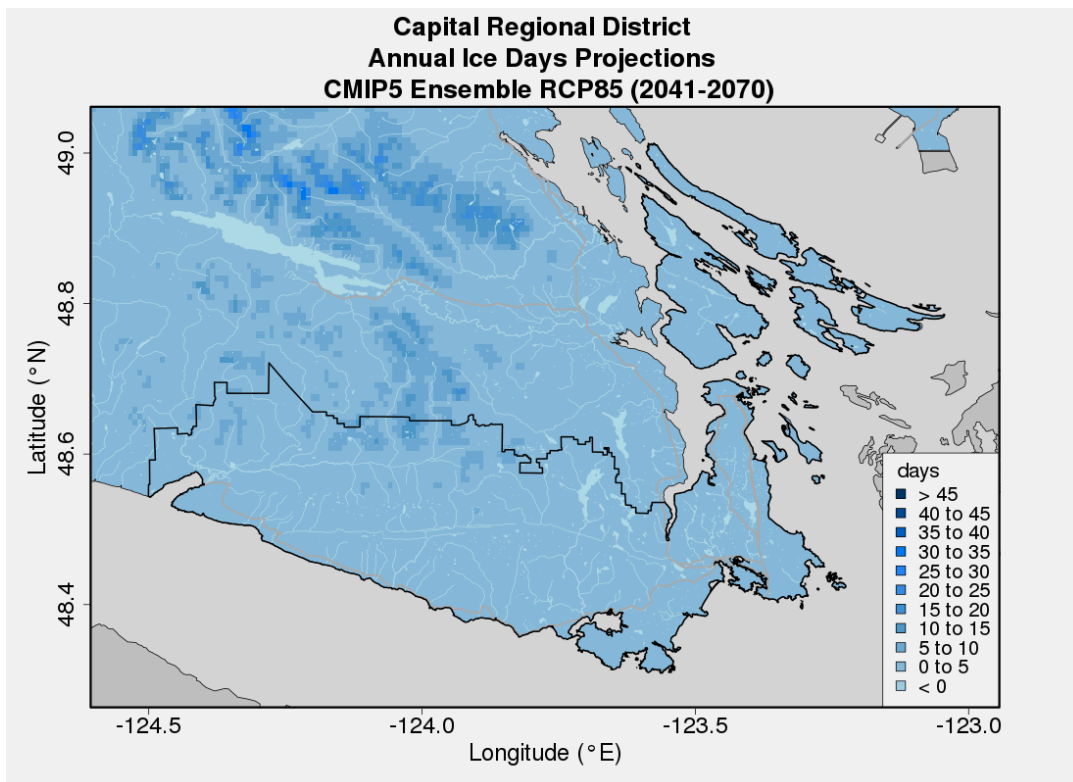 Capital Regional District
Annual Ice Days Projections
CMIP5 Ensemble RCP85 (2041-2070)
49.0
48.8
48.6
48.4
Latitude (°N)
days
> 45
40 to 45
35 to 40
30 to 35
25 to 30
20 to 25
15 to 20
10 to 15
5 to 10
0 to 5
< 0
-124.5 -124.0 -123.5 -123.0
Longitude (°E)